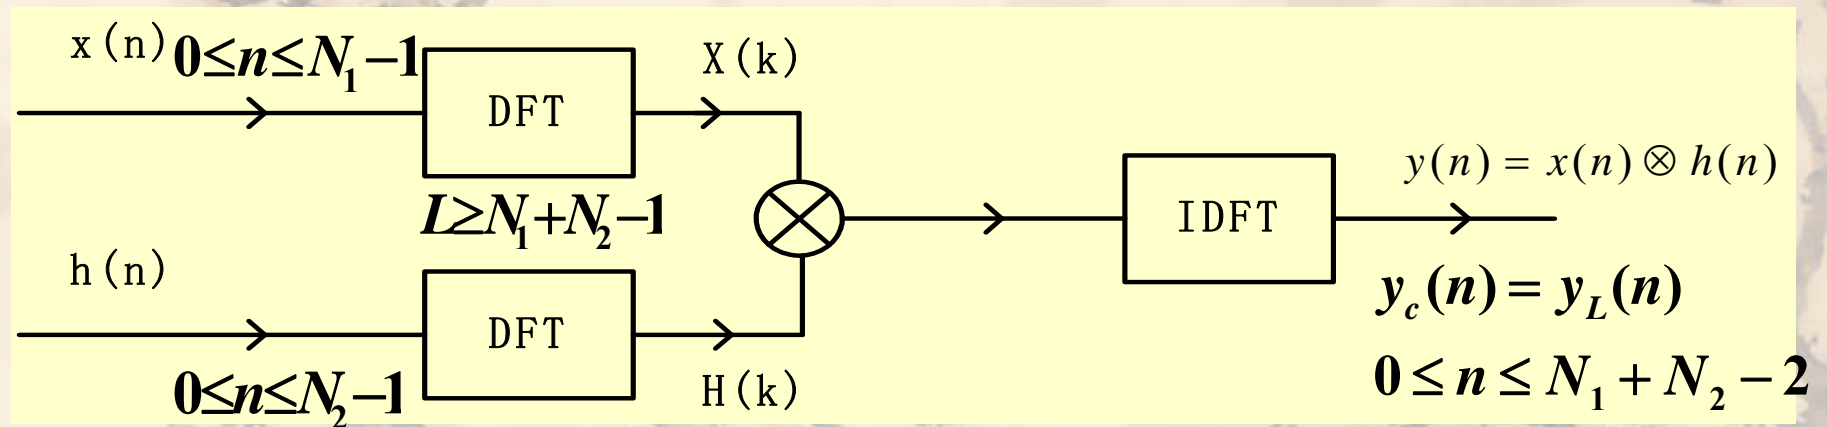 x(n) 0≤n≤N₁−1
DFT
X(k)
L≥N₁+N₂−1
h(n)
0≤n≤N₂−1
DFT
H(k)
IDFT
y(n) = x(n) ⊗ h(n)
y_c(n) = y_L(n)
0 ≤ n ≤ N₁ + N₂ − 2